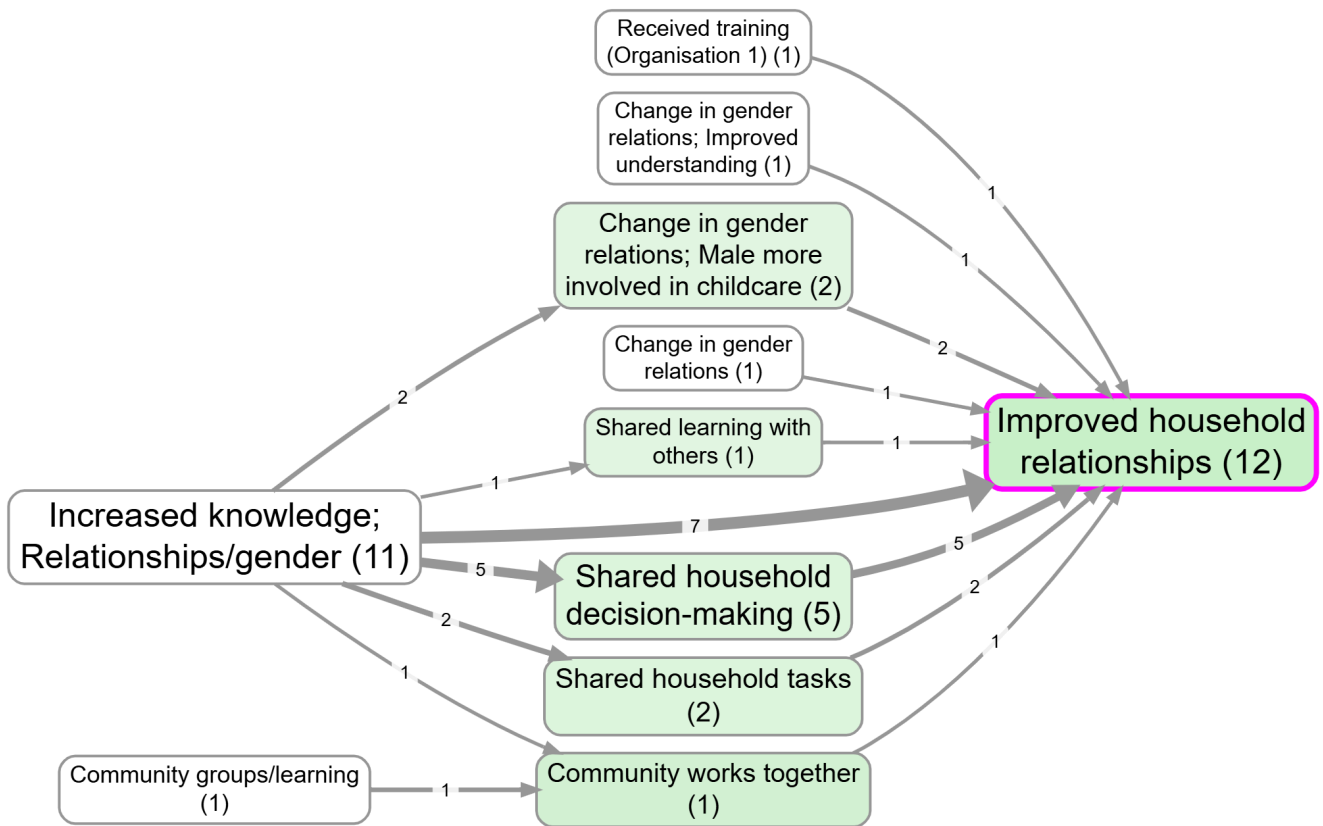 Received training
(Organisation 1) (1)
Change in gender
relations; Improved
understanding (1)
1
Change in gender
relations; Male more
involved in childcare (2)
1
Change in gender
relations (1)
2
2
1
Shared learning with
others (1)
1
Improved household
relationships (12)
1
Increased knowledge;
Relationships/gender (11)
7
5
5
Shared household
decision-making (5)
2
2
1
1
Shared household tasks
(2)
Community groups/learning
(1)
1
Community works together
(1)